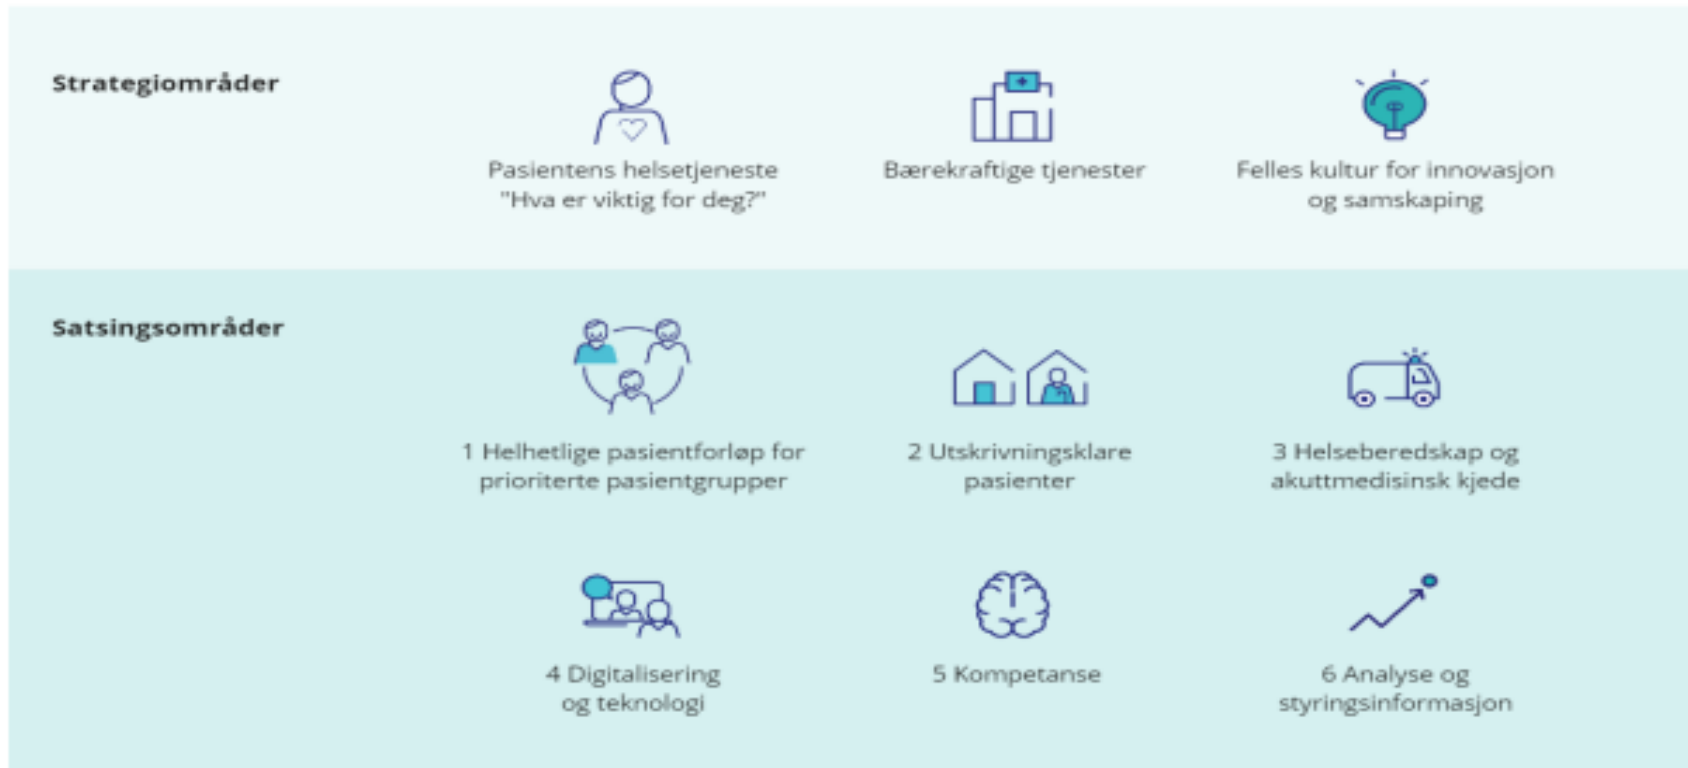 Strategiområder
Pasientens helsetjeneste
"Hva er viktig for deg?"
Bærekraftige tjenester
Felles kultur for innovasjon
og samskaping
Satsingsområder
1 Helhetlige pasientforløp for
prioriterte pasientgrupper
2 Utskrivningsklare
pasienter
3 Helseberedskap og
akuttmedisinsk kjede
4 Digitalisering
og teknologi
5 Kompetanse
6 Analyse og
styringsinformasjon